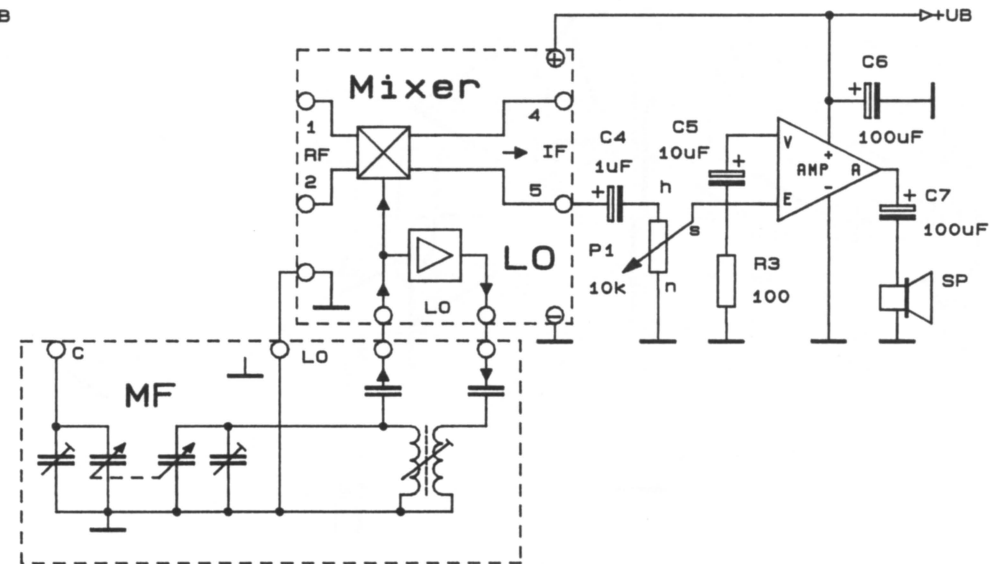 B
+UB
C6
+
100uF
Mixer
+
1
RF
2
4
→ IF
5
LO
LO
−
C4
1uF
+
P1
10k
h
s
n
C5
10uF
+
R3
100
V
E
AMP
A
+
-
+
C7
100uF
SP
C
LO
MF